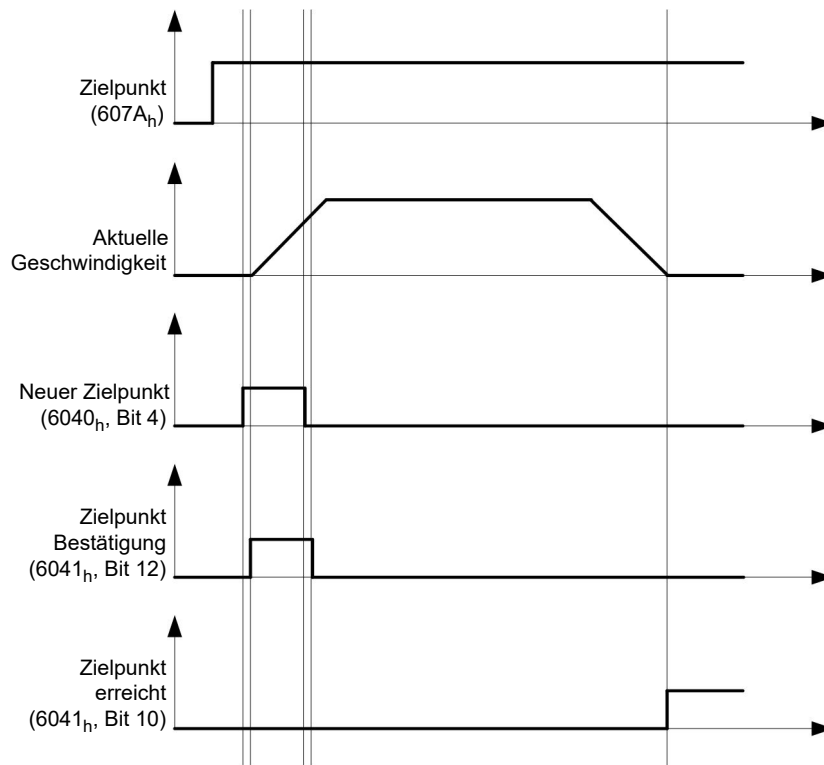 Zielpunkt
(607Aₕ)
Aktuelle
Geschwindigkeit
Neuer Zielpunkt
(6040ₕ, Bit 4)
Zielpunkt
Bestätigung
(6041ₕ, Bit 12)
Zielpunkt
erreicht
(6041ₕ, Bit 10)